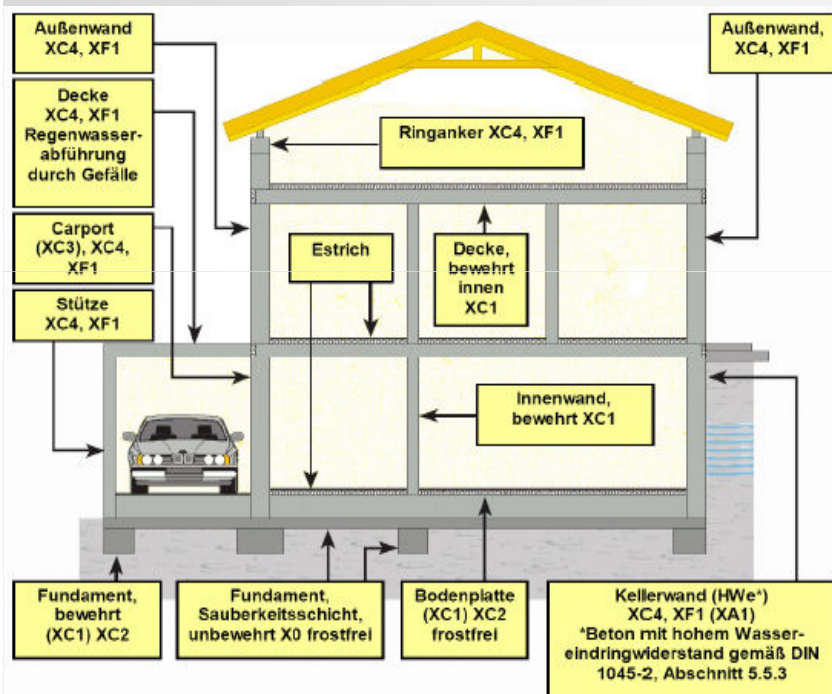 Außenwand
XC4, XF1
Außenwand,
XC4, XF1
Decke
XC4, XF1
Regenwasser-
abführung
durch Gefälle
Ringanker XC4, XF1
Carport
(XC3), XC4,
XF1
Estrich
Decke,
bewehrt
innen
XC1
Stütze
XC4, XF1
Innenwand,
bewehrt XC1
Fundament,
bewehrt
(XC1) XC2
Fundament,
Sauberkeitsschicht,
unbewehrt X0 frostfrei
Bodenplatte
(XC1) XC2
frostfrei
Kellerwand (HWe*)
XC4, XF1 (XA1)
*Beton mit hohem Wasser-
eindringwiderstand gemäß DIN
1045-2, Abschnitt 5.5.3